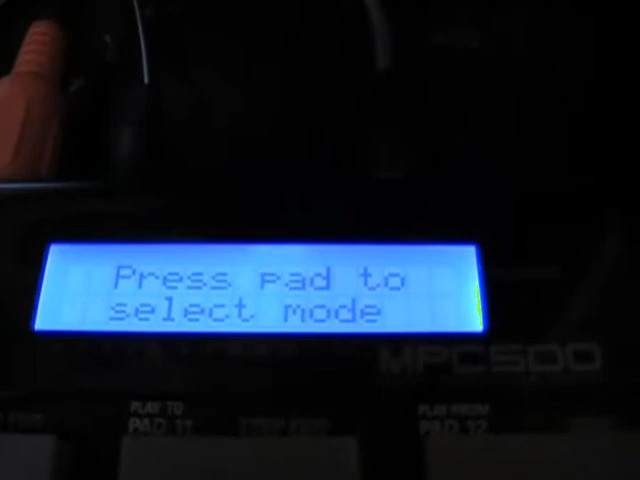 Press pad to
select mode
MPC500
PLAY TO
PAD 11
PLAY FROM
PAD 12